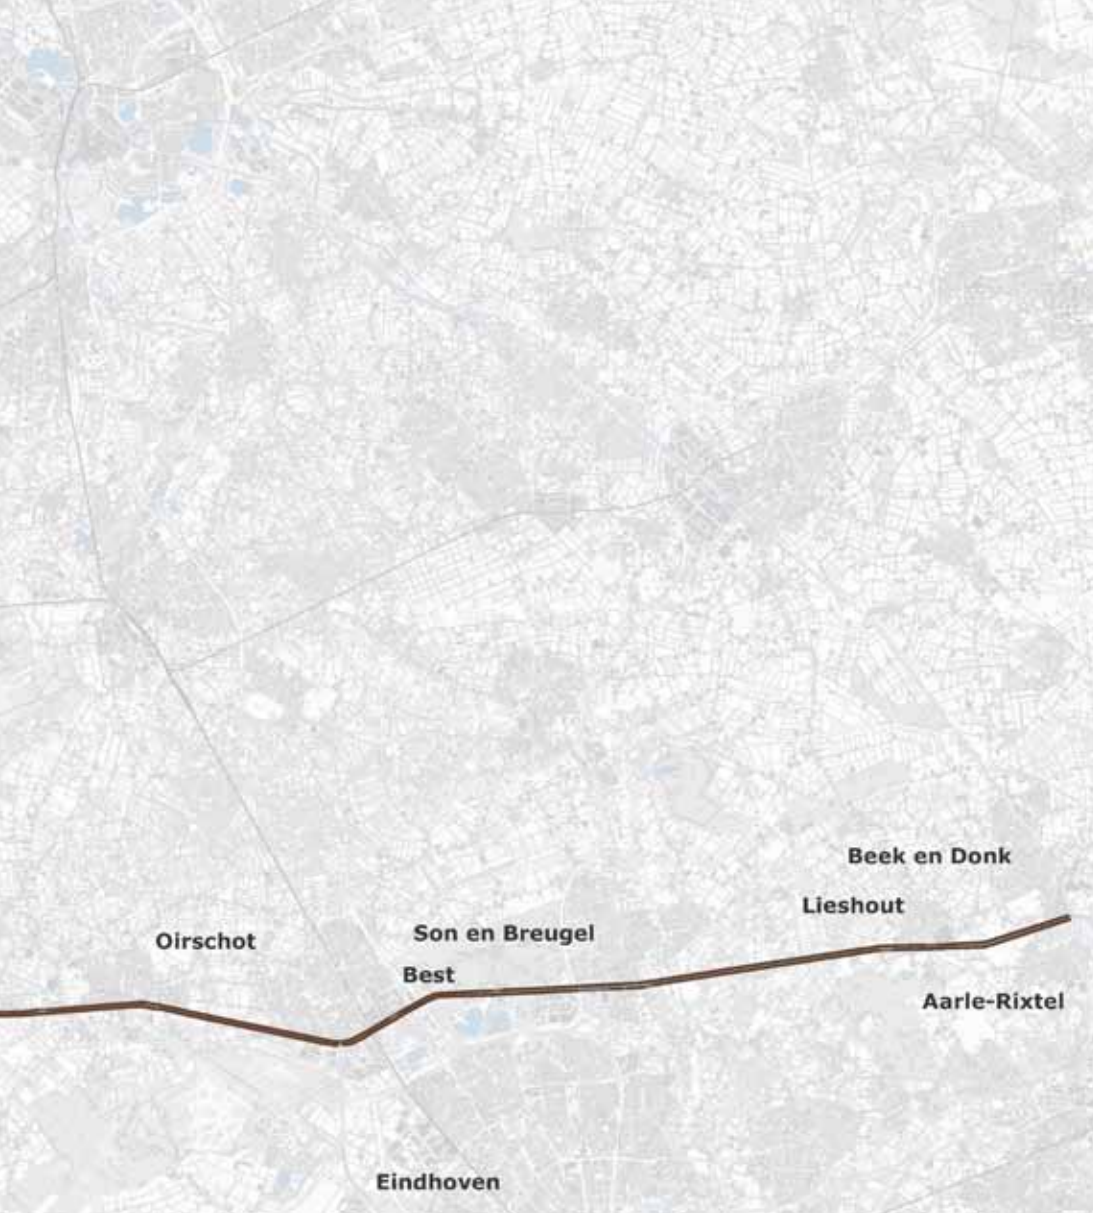 Beek en Donk
Lieshout
Son en Breugel
Oirschot
Best
Aarle-Rixtel
Eindhoven